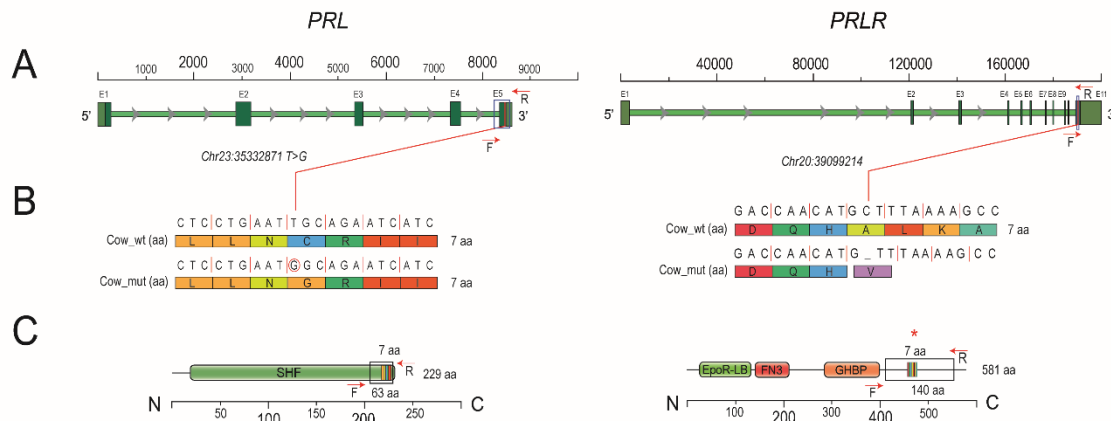 PRL
PRLR
A
0 1000 2000 3000 4000 5000 6000 7000 8000 9000
E1 E2 E3 E4 E5 R
5' 3'
F
Chr23:35332871 T>G
0 40000 80000 120000 160000
E1 E2 E3 E4 E5 E6 E7 E8 E9 E11 R
5' 3'
F
Chr20:39099214
B
C T C C T G A A T T G C A G A A T C A T C
Cow_wt (aa) L L N C R I I 7 aa
C T C C T G A A T G G C A G A A T C A T C
Cow_mut (aa) L L N G R I I 7 aa
G A C C A A C A T G C T T T A A A G C C
Cow_wt (aa) D Q H A L K A 7 aa
G A C C A A C A T G _ T T T A A A G C C
Cow_mut (aa) D Q H V
C
7 aa R
SHF 229 aa
F 63 aa
N C
50 100 150 200 300
*
7 aa R
EpoR-LB FN3 GHBP 581 aa
F 140 aa
N C
100 200 300 400 500